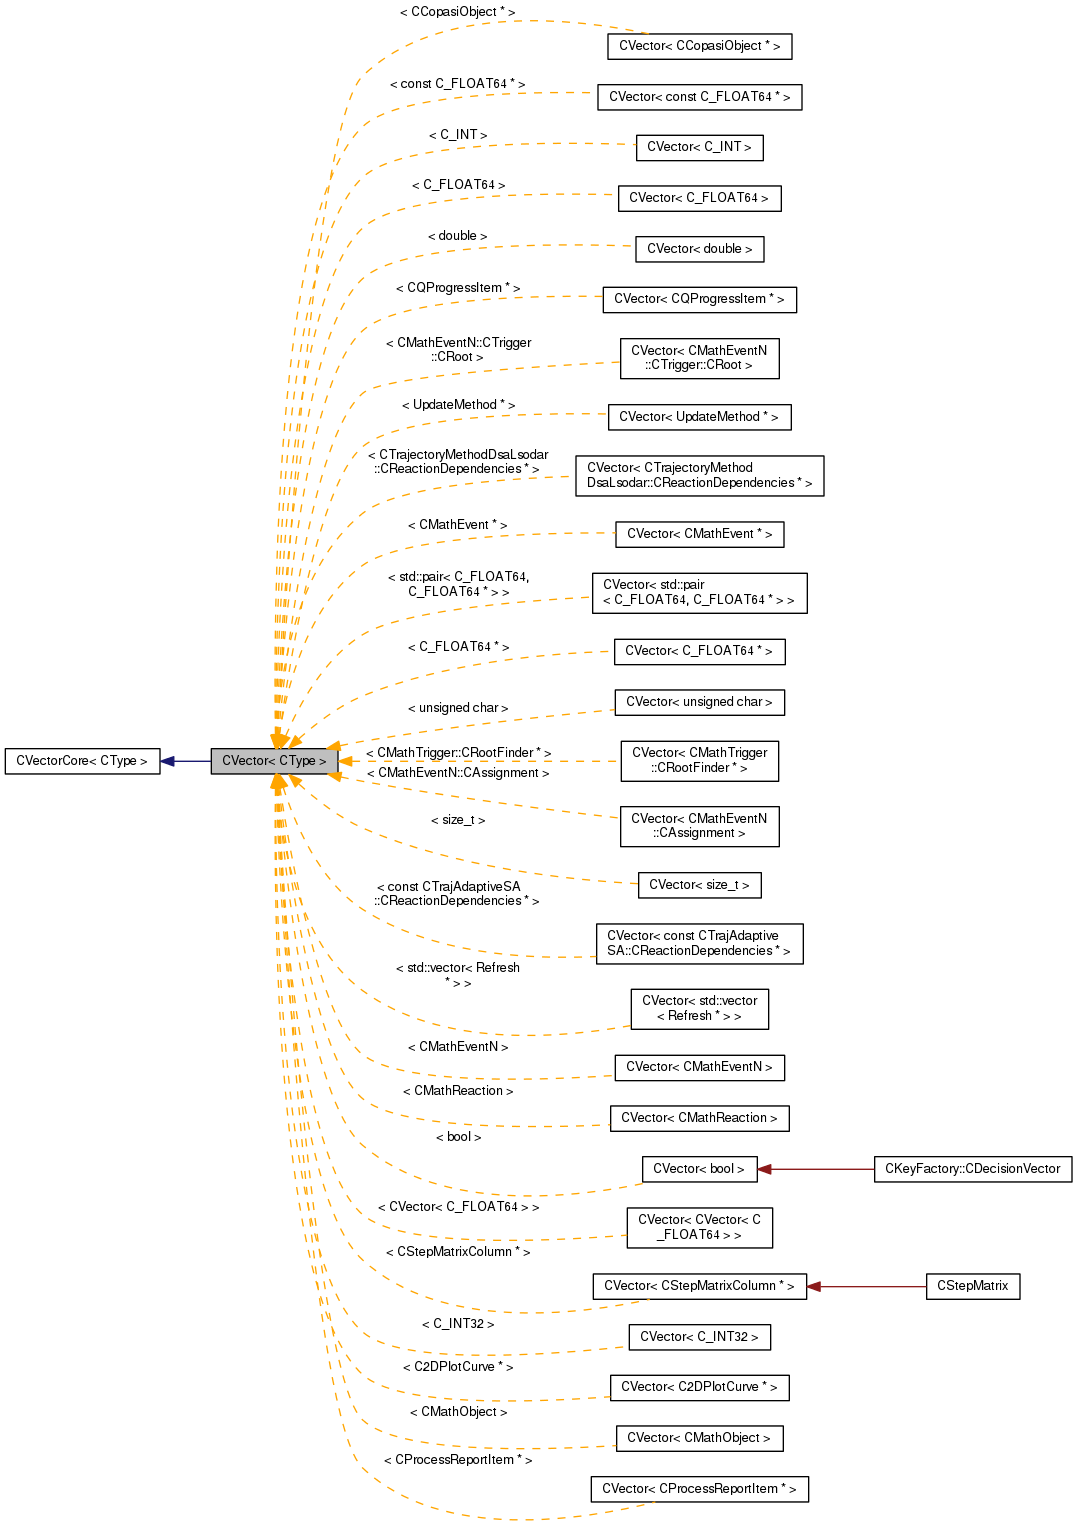 < CCopasiObject * >
CVector< CCopasiObject * >
< const C_FLOAT64 * >
CVector< const C_FLOAT64 * >
< C_INT >
CVector< C_INT >
< C_FLOAT64 >
CVector< C_FLOAT64 >
< double >
CVector< double >
< CQProgressItem * >
CVector< CQProgressItem * >
< CMathEventN::CTrigger
::CRoot >
CVector< CMathEventN
::CTrigger::CRoot >
< UpdateMethod * >
CVector< UpdateMethod * >
< CTrajectoryMethodDsaLsodar
::CReactionDependencies * >
CVector< CTrajectoryMethod
DsaLsodar::CReactionDependencies * >
< CMathEvent * >
CVector< CMathEvent * >
< std::pair< C_FLOAT64,
C_FLOAT64 * > >
CVector< std::pair
< C_FLOAT64, C_FLOAT64 * > >
< C_FLOAT64 * >
CVector< C_FLOAT64 * >
< unsigned char >
CVector< unsigned char >
CVectorCore< CType >
CVector< CType >
< CMathTrigger::CRootFinder * >
CVector< CMathTrigger
::CRootFinder * >
< CMathEventN::CAssignment >
CVector< CMathEventN
::CAssignment >
< size_t >
CVector< size_t >
< const CTrajAdaptiveSA
::CReactionDependencies * >
CVector< const CTrajAdaptive
SA::CReactionDependencies * >
< std::vector< Refresh
* > >
CVector< std::vector
< Refresh * > >
< CMathEventN >
CVector< CMathEventN >
< CMathReaction >
CVector< CMathReaction >
< bool >
CVector< bool >
CKeyFactory::CDecisionVector
< CVector< C_FLOAT64 > >
CVector< CVector< C
_FLOAT64 > >
< CStepMatrixColumn * >
CVector< CStepMatrixColumn * >
CStepMatrix
< C_INT32 >
CVector< C_INT32 >
< C2DPlotCurve * >
CVector< C2DPlotCurve * >
< CMathObject >
CVector< CMathObject >
< CProcessReportItem * >
CVector< CProcessReportItem * >